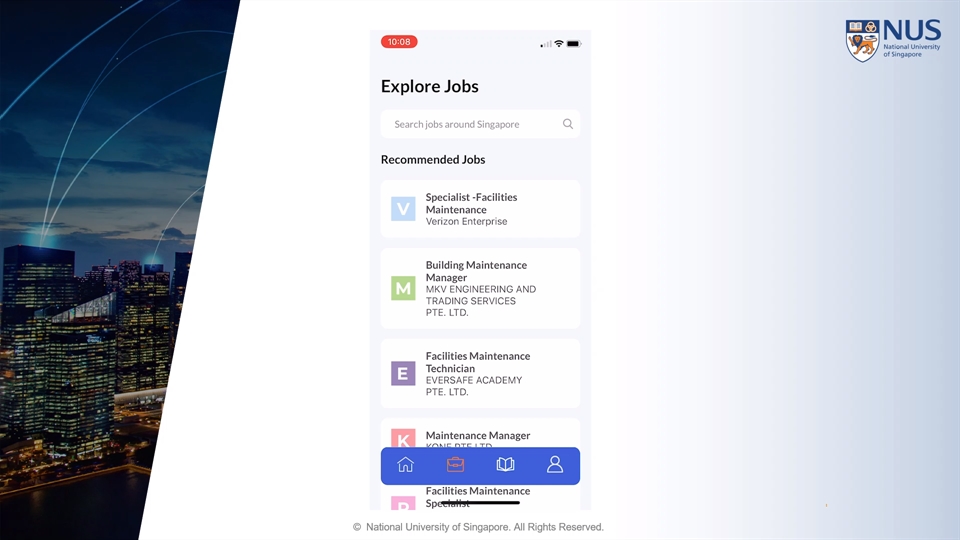 10:08
NUS
National University
of Singapore
Explore Jobs
Search jobs around Singapore
Recommended Jobs
V
Specialist -Facilities
Maintenance
Verizon Enterprise
M
Building Maintenance
Manager
MKV ENGINEERING AND
TRADING SERVICES
PTE. LTD.
E
Facilities Maintenance
Technician
EVERSAFE ACADEMY
PTE. LTD.
K
Maintenance Manager
KONE PTE LTD
Facilities Maintenance
Specialist
© National University of Singapore. All Rights Reserved.